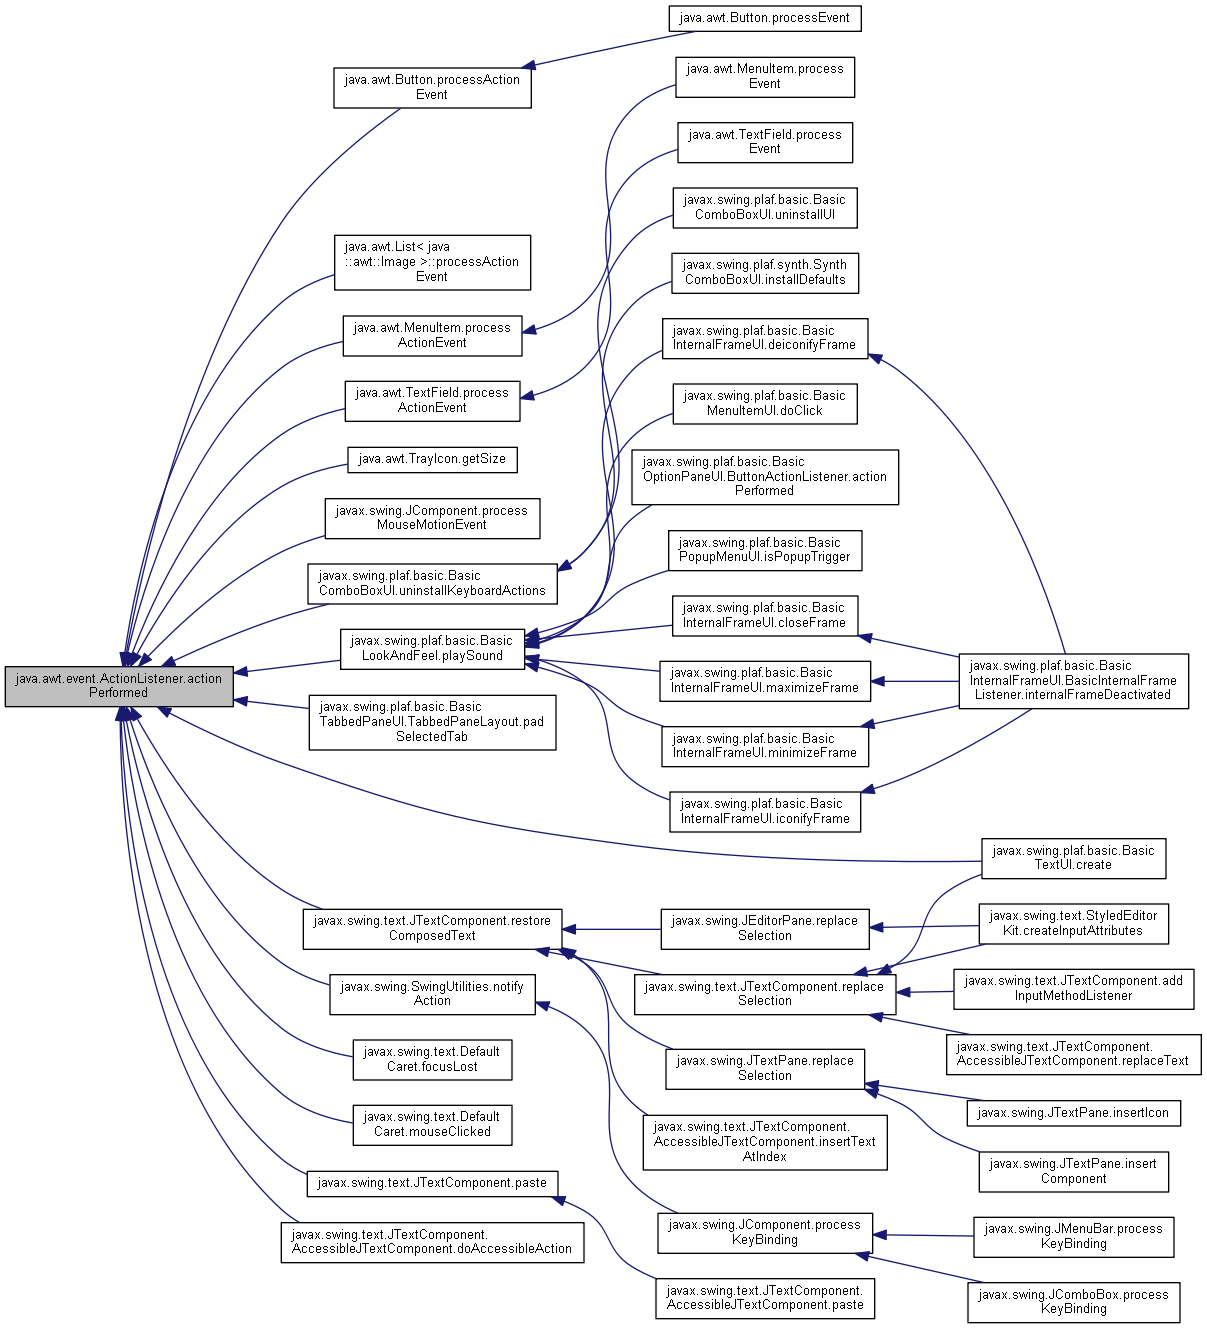 java.awt.event.ActionListener.action
Performed
java.awt.Button.processAction
Event
java.awt.List< java
::awt::Image >::processAction
Event
java.awt.MenuItem.process
ActionEvent
java.awt.TextField.process
ActionEvent
java.awt.TrayIcon.getSize
javax.swing.JComponent.process
MouseMotionEvent
javax.swing.plaf.basic.Basic
ComboBoxUI.uninstallKeyboardActions
javax.swing.plaf.basic.Basic
LookAndFeel.playSound
javax.swing.plaf.basic.Basic
TabbedPaneUI.TabbedPaneLayout.pad
SelectedTab
javax.swing.text.JTextComponent.restore
ComposedText
javax.swing.SwingUtilities.notify
Action
javax.swing.text.Default
Caret.focusLost
javax.swing.text.Default
Caret.mouseClicked
javax.swing.text.JTextComponent.paste
javax.swing.text.JTextComponent.
AccessibleJTextComponent.doAccessibleAction
java.awt.Button.processEvent
java.awt.MenuItem.process
Event
java.awt.TextField.process
Event
javax.swing.plaf.basic.Basic
ComboBoxUI.uninstallUI
javax.swing.plaf.synth.Synth
ComboBoxUI.installDefaults
javax.swing.plaf.basic.Basic
InternalFrameUI.deiconifyFrame
javax.swing.plaf.basic.Basic
MenuItemUI.doClick
javax.swing.plaf.basic.Basic
OptionPaneUI.ButtonActionListener.action
Performed
javax.swing.plaf.basic.Basic
PopupMenuUI.isPopupTrigger
javax.swing.plaf.basic.Basic
InternalFrameUI.closeFrame
javax.swing.plaf.basic.Basic
InternalFrameUI.maximizeFrame
javax.swing.plaf.basic.Basic
InternalFrameUI.minimizeFrame
javax.swing.plaf.basic.Basic
InternalFrameUI.iconifyFrame
javax.swing.JEditorPane.replace
Selection
javax.swing.text.JTextComponent.replace
Selection
javax.swing.JTextPane.replace
Selection
javax.swing.text.JTextComponent.
AccessibleJTextComponent.insertText
AtIndex
javax.swing.JComponent.process
KeyBinding
javax.swing.text.JTextComponent.
AccessibleJTextComponent.paste
javax.swing.plaf.basic.Basic
InternalFrameUI.BasicInternalFrame
Listener.internalFrameDeactivated
javax.swing.plaf.basic.Basic
TextUI.create
javax.swing.text.StyledEditor
Kit.createInputAttributes
javax.swing.text.JTextComponent.add
InputMethodListener
javax.swing.text.JTextComponent.
AccessibleJTextComponent.replaceText
javax.swing.JTextPane.insertIcon
javax.swing.JTextPane.insert
Component
javax.swing.JMenuBar.process
KeyBinding
javax.swing.JComboBox.process
KeyBinding